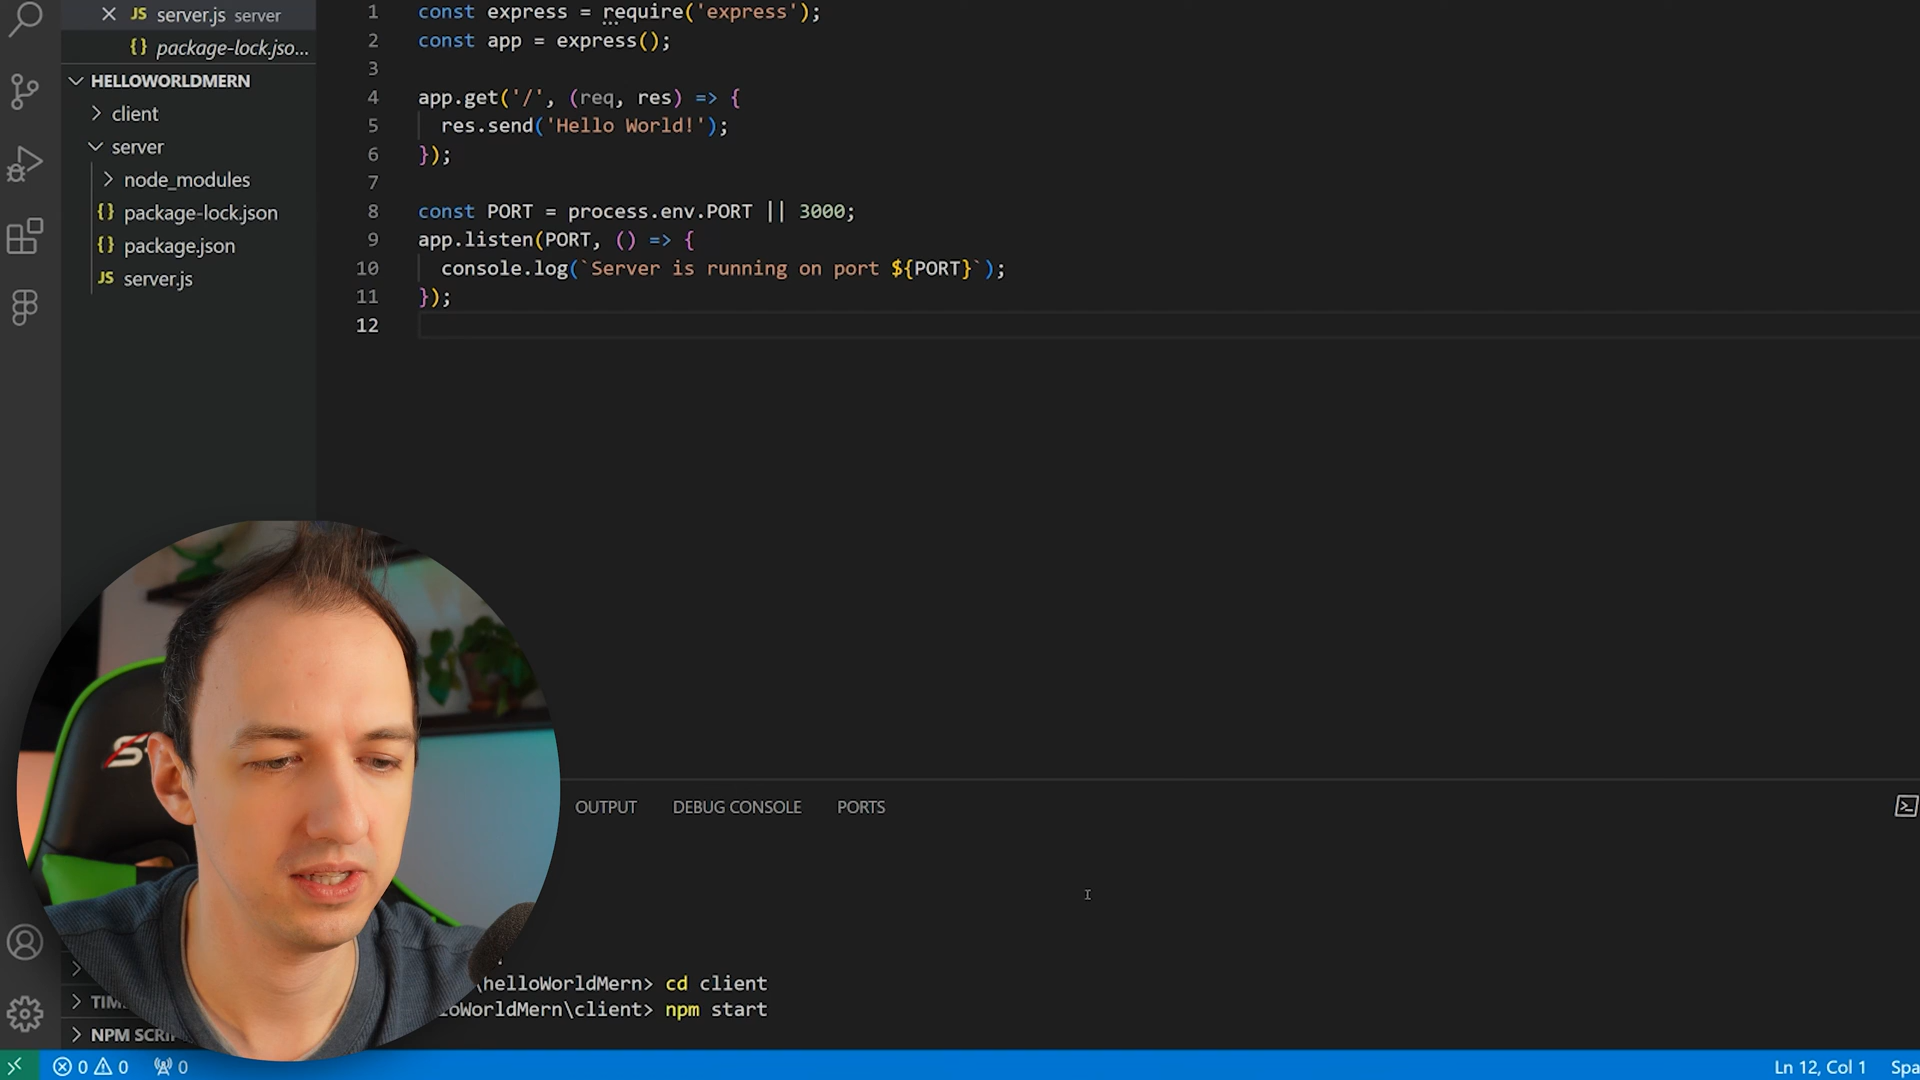 JS server.js server
{} package-lock.jso...
HELLOWORLDMERN
client
server
node_modules
{} package-lock.json
{} package.json
JS server.js
1 const express = require('express');
2 const app = express();
3
4 app.get('/', (req, res) => {
5 res.send('Hello World!');
6 });
7
8 const PORT = process.env.PORT || 3000;
9 app.listen(PORT, () => {
10 console.log(`Server is running on port ${PORT}`);
11 });
12
OUTPUT DEBUG CONSOLE PORTS
\helloWorldMern> cd client
loWorldMern\client> npm start
TIM
NPM SCRI
0 0 0
Ln 12, Col 1 Spa